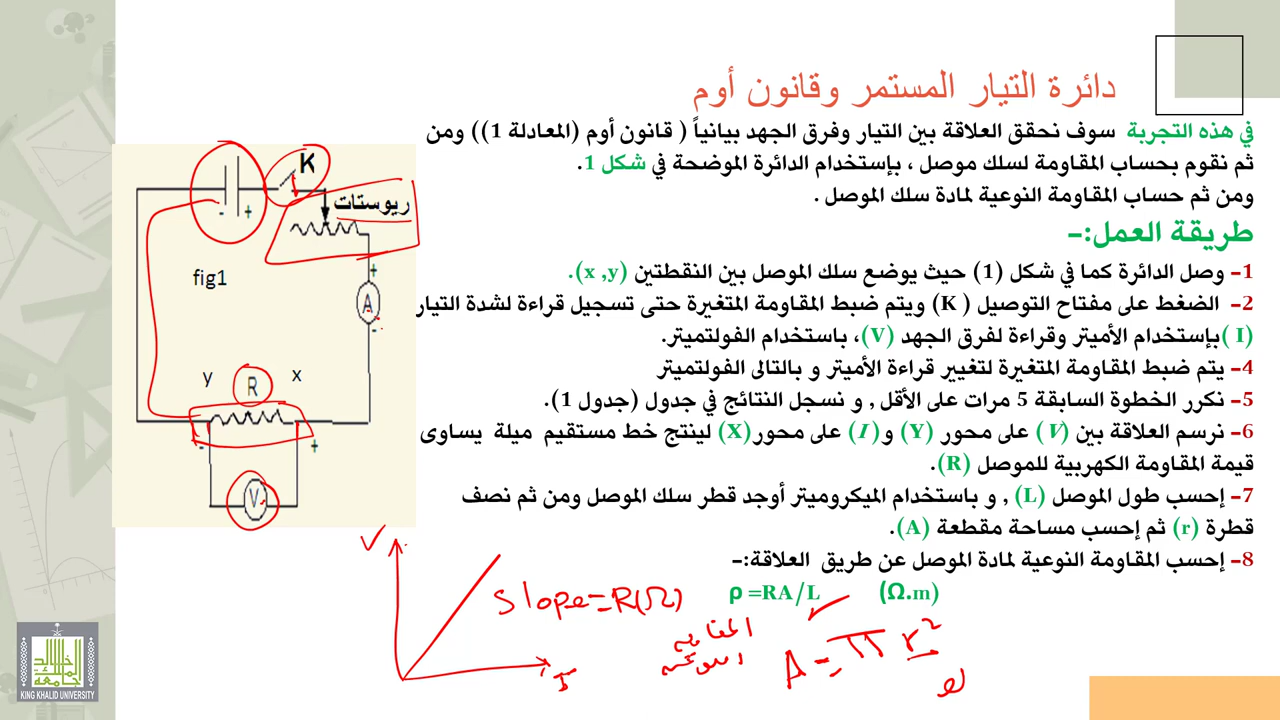 دائرة التيار المستمر وقانون أوم
في هذه التجربة سوف نحقق العلاقة بين التيار وفرق الجهد بيانياً ( قانون أوم (المعادلة 1)) ومن
ثم نقوم بحساب المقاومة لسلك موصل ، بإستخدام الدائرة الموضحة في شكل 1.
ومن ثم حساب المقاومة النوعية لمادة سلك الموصل .
طريقة العمل:-
1- وصل الدائرة كما في شكل (1) حيث يوضع سلك الموصل بين النقطتين (x ,y).
2- الضغط على مفتاح التوصيل ( K) ويتم ضبط المقاومة المتغيرة حتى تسجيل قراءة لشدة التيار
( I) بإستخدام الأميتر وقراءة لفرق الجهد (V)، باستخدام الفولتميتر.
4- يتم ضبط المقاومة المتغيرة لتغيير قراءة الأميتر و بالتالى الفولتميتر
5- نكرر الخطوة السابقة 5 مرات على الأقل , و نسجل النتائج في جدول (جدول 1).
6- نرسم العلاقة بين (V) على محور (Y) و(I) على محور(X) لينتج خط مستقيم ميلة يساوى
قيمة المقاومة الكهربية للموصل (R).
7- إحسب طول الموصل (L) , و باستخدام الميكروميتر أوجد قطر سلك الموصل ومن ثم نصف
قطرة (r) ثم إحسب مساحة مقطعة (A).
8- إحسب المقاومة النوعية لمادة الموصل عن طريق العلاقة:-
ρ =RA/L (Ω.m)
K
ريوستات
- +
fig1
+
A
-
y R x
- +
V
V
Slope=R(Ω)
I
المقاومة
النوعية
A = π r²
KING KHALID UNIVERSITY